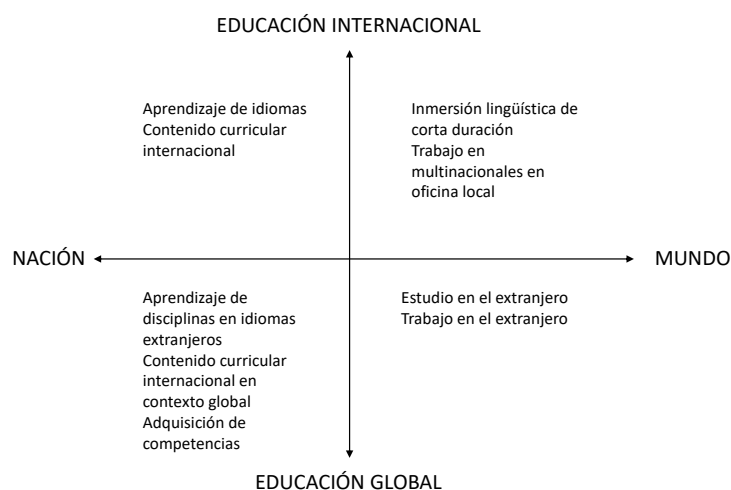 EDUCACIÓN INTERNACIONAL
Aprendizaje de idiomas
Contenido curricular
internacional
Inmersión lingüística de
corta duración
Trabajo en
multinacionales en
oficina local
NACIÓN
MUNDO
Aprendizaje de
disciplinas en idiomas
extranjeros
Contenido curricular
internacional en
contexto global
Adquisición de
competencias
Estudio en el extranjero
Trabajo en el extranjero
EDUCACIÓN GLOBAL